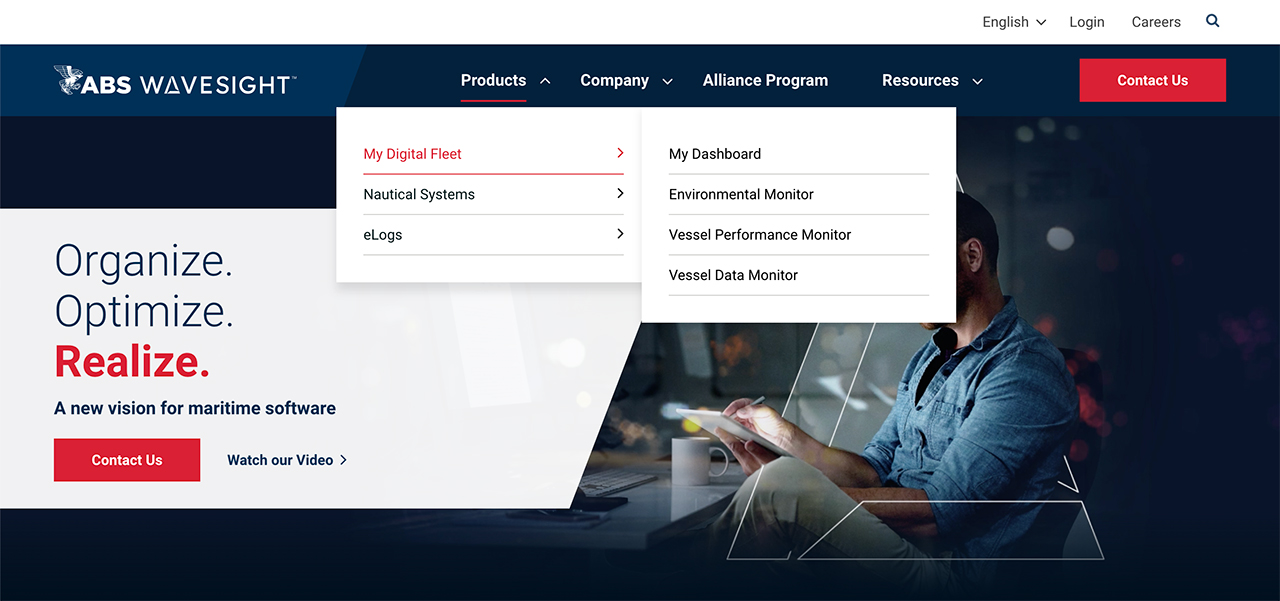 English
Login
Careers
ABS WAVESIGHT™
Products
Company
Alliance Program
Resources
Contact Us
My Digital Fleet
Nautical Systems
eLogs
My Dashboard
Environmental Monitor
Vessel Performance Monitor
Vessel Data Monitor
Organize.
Optimize.
Realize.
A new vision for maritime software
Contact Us
Watch our Video